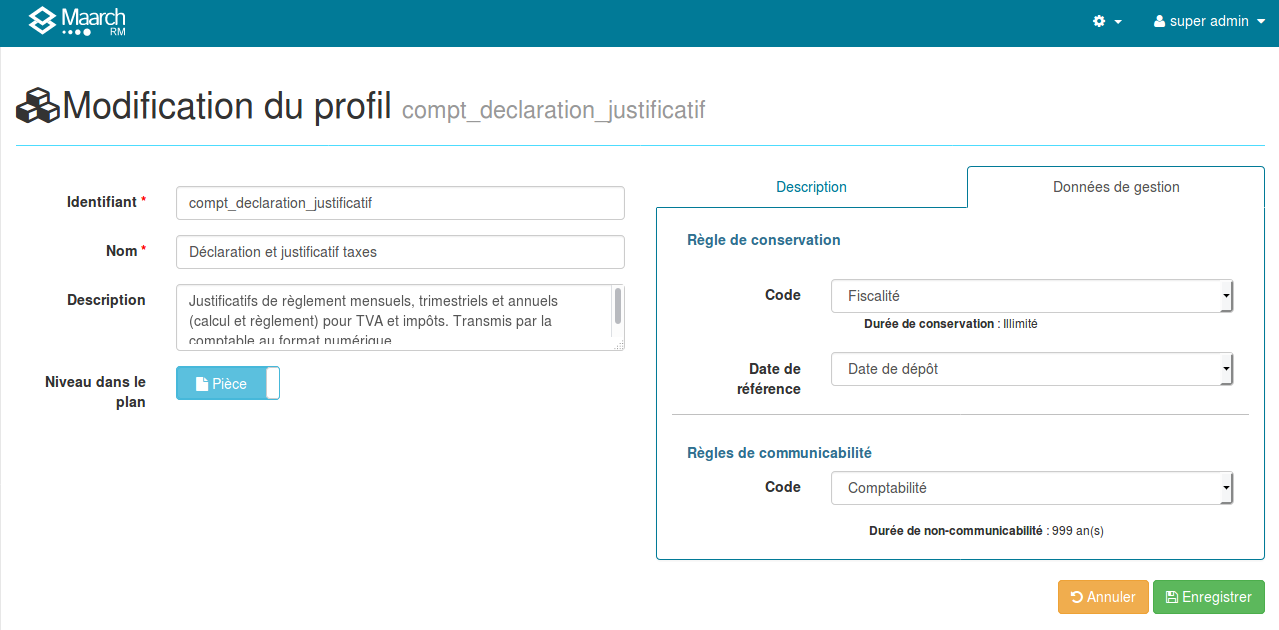 Maarch
RM
super admin
Modification du profil compt_declaration_justificatif
Identifiant *
compt_declaration_justificatif
Nom *
Déclaration et justificatif taxes
Description
Justificatifs de règlement mensuels, trimestriels et annuels
(calcul et règlement) pour TVA et impôts. Transmis par la
comptable au format numérique
Niveau dans le
plan
Pièce
Description
Données de gestion
Règle de conservation
Code
Fiscalité
Durée de conservation : Illimité
Date de
référence
Date de dépôt
Règles de communicabilité
Code
Comptabilité
Durée de non-communicabilité : 999 an(s)
Annuler
Enregistrer